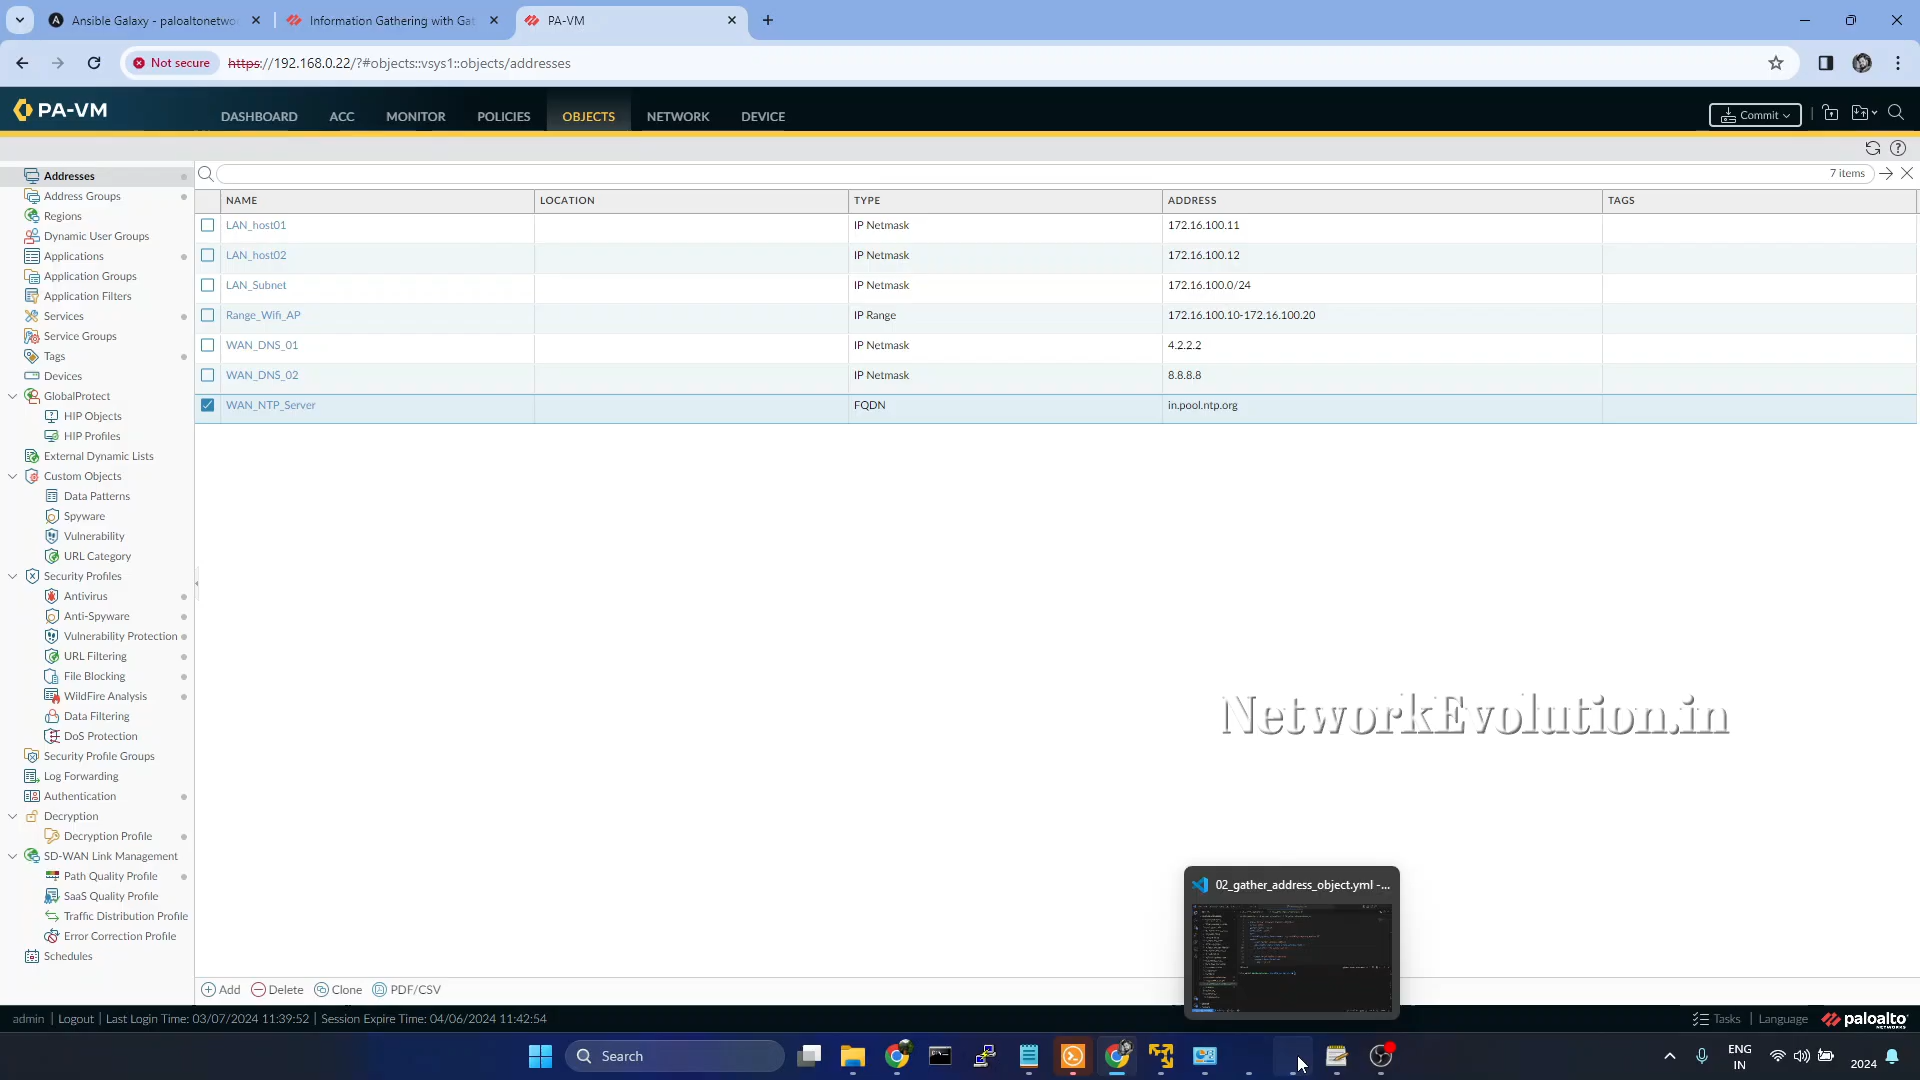 Ansible Galaxy - paloaltonetwo
Information Gathering with Gat
PA-VM
Not secure
https://192.168.0.22/?#objects::vsys1::objects/addresses
PA-VM
DASHBOARD
ACC
MONITOR
POLICIES
OBJECTS
NETWORK
DEVICE
Commit
7 items
Addresses
Address Groups
Regions
Dynamic User Groups
Applications
Application Groups
Application Filters
Services
Service Groups
Tags
Devices
GlobalProtect
HIP Objects
HIP Profiles
External Dynamic Lists
Custom Objects
Data Patterns
Spyware
Vulnerability
URL Category
Security Profiles
Antivirus
Anti-Spyware
Vulnerability Protection
URL Filtering
File Blocking
WildFire Analysis
Data Filtering
DoS Protection
Security Profile Groups
Log Forwarding
Authentication
Decryption
Decryption Profile
SD-WAN Link Management
Path Quality Profile
SaaS Quality Profile
Traffic Distribution Profile
Error Correction Profile
Schedules
NAME LOCATION TYPE ADDRESS TAGS
LAN_host01 IP Netmask 172.16.100.11
LAN_host02 IP Netmask 172.16.100.12
LAN_Subnet IP Netmask 172.16.100.0/24
Range_Wifi_AP IP Range 172.16.100.10-172.16.100.20
WAN_DNS_01 IP Netmask 4.2.2.2
WAN_DNS_02 IP Netmask 8.8.8.8
WAN_NTP_Server FQDN in.pool.ntp.org
NetworkEvolution.in
02_gather_address_object.yml -...
Add Delete Clone PDF/CSV
admin | Logout | Last Login Time: 03/07/2024 11:39:52 | Session Expire Time: 04/06/2024 11:42:54
Tasks | Language
paloalto
NETWORKS
Search
ENG
IN
2024